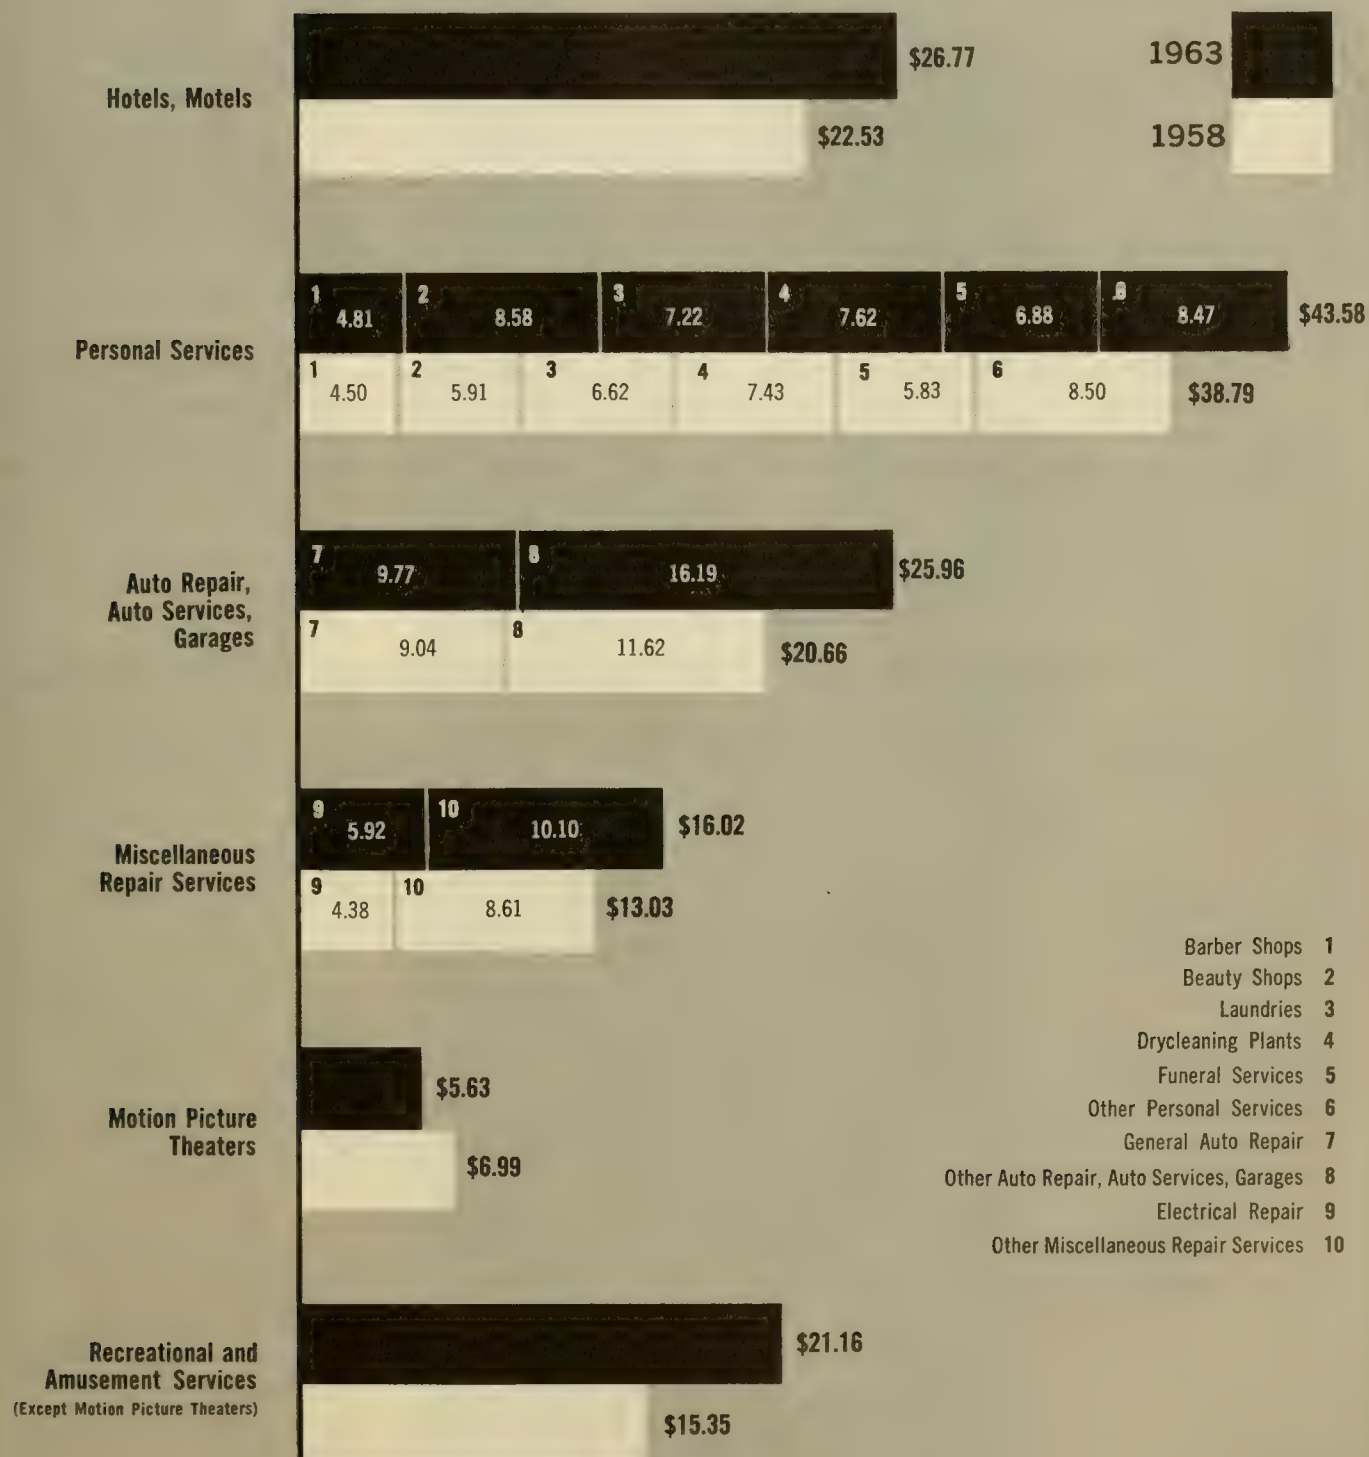 1963
1958
Hotels, Motels
$26.77
$22.53
Personal Services
1 4.81 2 8.58 3 7.22 4 7.62 5 6.88 6 8.47 $43.58
1 4.50 2 5.91 3 6.62 4 7.43 5 5.83 6 8.50 $38.79
Auto Repair,
Auto Services,
Garages
7 9.77 8 16.19 $25.96
7 9.04 8 11.62 $20.66
Miscellaneous
Repair Services
9 5.92 10 10.10 $16.02
9 4.38 10 8.61 $13.03
Motion Picture
Theaters
$5.63
$6.99
Recreational and
Amusement Services
(Except Motion Picture Theaters)
$21.16
$15.35
Barber Shops 1
Beauty Shops 2
Laundries 3
Drycleaning Plants 4
Funeral Services 5
Other Personal Services 6
General Auto Repair 7
Other Auto Repair, Auto Services, Garages 8
Electrical Repair 9
Other Miscellaneous Repair Services 10